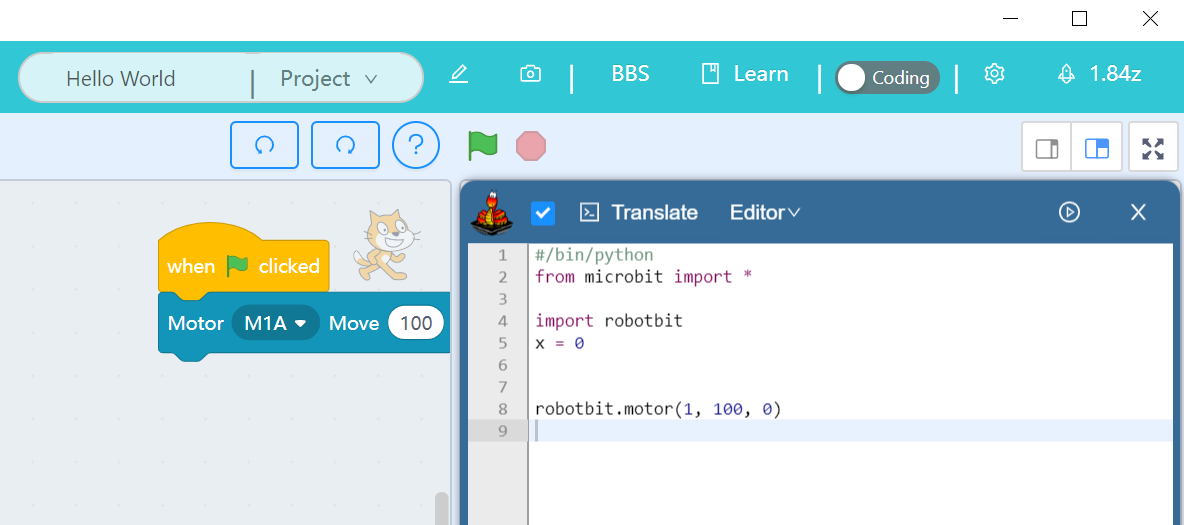 Hello World | Project
| BBS Learn | Coding | 1.84z
?
when clicked
Motor M1A Move 100
Translate Editor
1 #/bin/python
2 from microbit import *
3
4 import robotbit
5 x = 0
6
7
8 robotbit.motor(1, 100, 0)
9